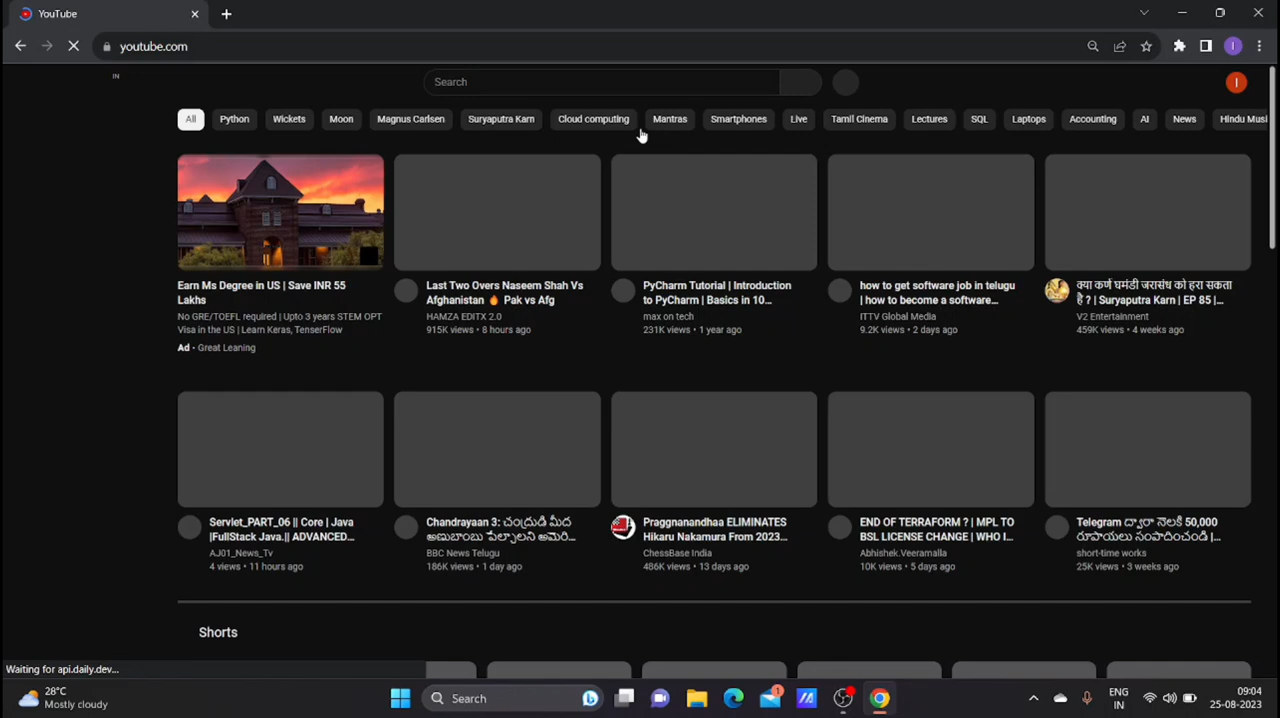 YouTube
youtube.com
I
IN
Search
I
All Python Wickets Moon Magnus Carlsen Suryaputra Karn Cloud computing Mantras Smartphones Live Tamil Cinema Lectures SQL Laptops Accounting AI News Hindu Musi
Earn Ms Degree in US | Save INR 55
Lakhs
No GRE/TOEFL required | Upto 3 years STEM OPT
Visa in the US | Learn Keras, TensorFlow
Ad · Great Leaning
Last Two Overs Naseem Shah Vs
Afghanistan 🔥 Pak vs Afg
HAMZA EDITX 2.0
915K views • 8 hours ago
PyCharm Tutorial | Introduction
to PyCharm | Basics in 10...
max on tech
231K views • 1 year ago
how to get software job in telugu
| how to become a software...
ITTV Global Media
9.2K views • 2 days ago
क्या कर्ण घमंडी जरासंध को हरा सकता
है ? | Suryaputra Karn | EP 85 |...
V2 Entertainment
459K views • 4 weeks ago
Servlet_PART_06 || Core | Java
|FullStack Java.|| ADVANCED...
AJ01_News_Tv
4 views • 11 hours ago
Chandrayaan 3: చంద్రుడి మీద
అణుబాంబు పేల్చాలని అమెరి...
BBC News Telugu
186K views • 1 day ago
Praggnanandhaa ELIMINATES
Hikaru Nakamura From 2023...
ChessBase India
486K views • 13 days ago
END OF TERRAFORM ? | MPL TO
BSL LICENSE CHANGE | WHO I...
Abhishek.Veeramalla
10K views • 5 days ago
Telegram ద్వారా నెలకి 50,000
రూపాయలు సంపాదించండి |...
short-time works
25K views • 3 weeks ago
Shorts
Waiting for api.daily.dev...
28°C
Mostly cloudy
Search
1
ENG
IN
09:04
25-08-2023